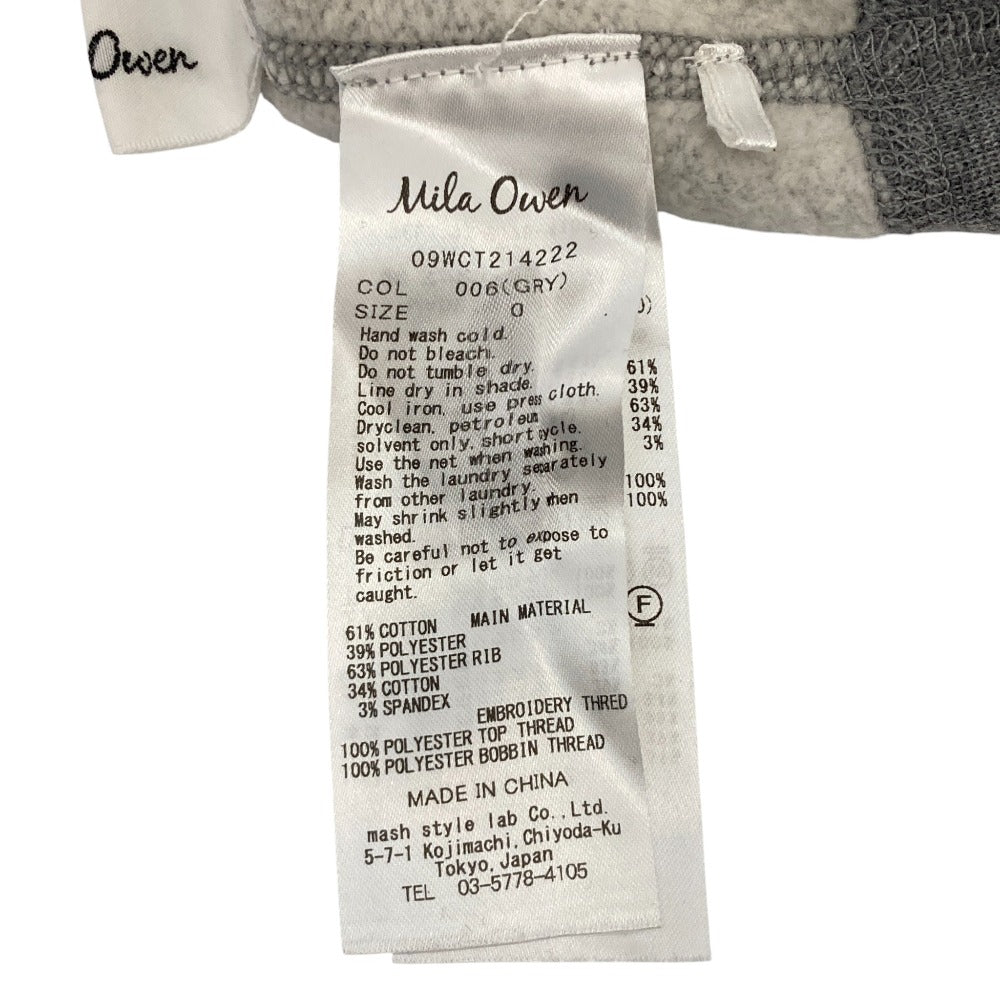 Owen
Mila Owen
09WCT214222
COL 006(GRY)
SIZE 0
Hand wash cold.
Do not bleach.
Do not tumble dry.
Line dry in shade.
Cool iron, use press cloth.
Dryclean, petroleum
solvent only, short cycle.
Use the net when washing.
Wash the laundry separately
from other laundry.
May shrink slightly when
washed.
Be careful not to expose to
friction or let it get
caught.
MAIN MATERIAL
61% COTTON
39% POLYESTER
63% POLYESTER RIB
34% COTTON
3% SPANDEX
EMBROIDERY THRED
100% POLYESTER TOP THREAD
100% POLYESTER BOBBIN THREAD
MADE IN CHINA
mash style lab Co., Ltd.
5-7-1 Kojimachi, Chiyoda-Ku
Tokyo, Japan
TEL 03-5778-4105
61%
39%
63%
34%
3%
100%
100%
F